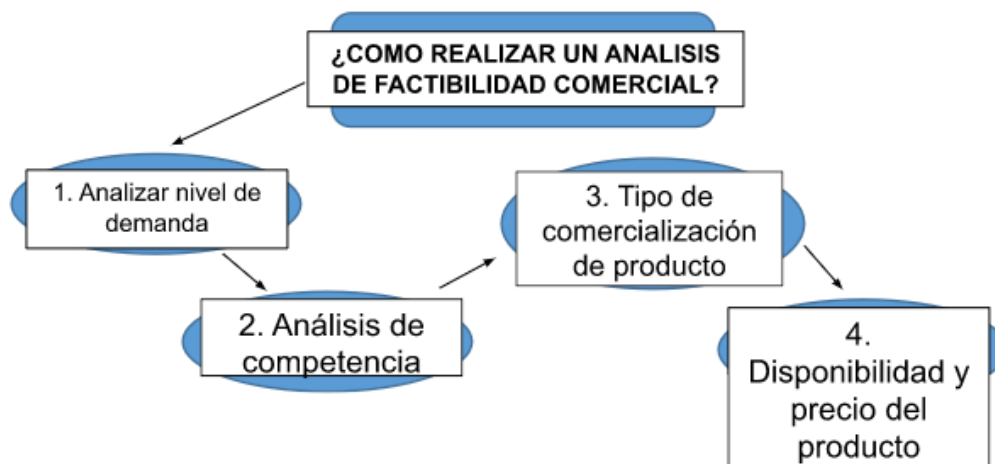 ¿COMO REALIZAR UN ANALISIS
DE FACTIBILIDAD COMERCIAL?
1. Analizar nivel de
demanda
2. Análisis de
competencia
3. Tipo de
comercialización
de producto
4.
Disponibilidad y
precio del
producto